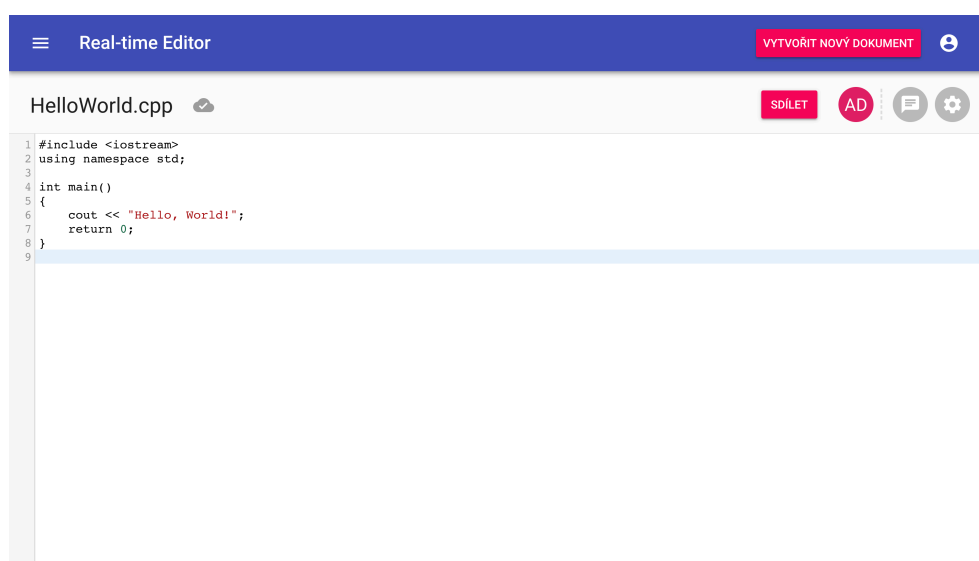 Real-time Editor
VYTVOŘIT NOVÝ DOKUMENT
HelloWorld.cpp
SDÍLET
AD
1 #include <iostream>
2 using namespace std;
3
4 int main()
5 {
6     cout << "Hello, World!";
7     return 0;
8 }
9